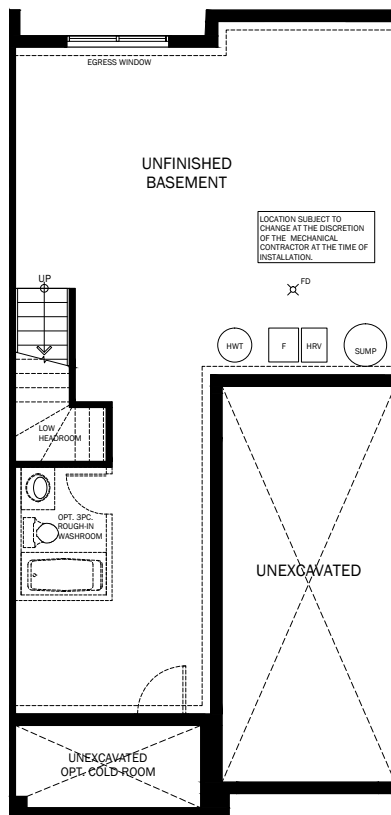 EGRESS WINDOW
UNFINISHED
BASEMENT
LOCATION SUBJECT TO
CHANGE AT THE DISCRETION
OF THE MECHANICAL
CONTRACTOR AT THE TIME OF
INSTALLATION.
UP
FD
HWT
F
HRV
SUMP
LOW
HEADROOM
OPT. 3PC.
ROUGH-IN
WASHROOM
UNEXCAVATED
UNEXCAVATED
OPT. COLD ROOM